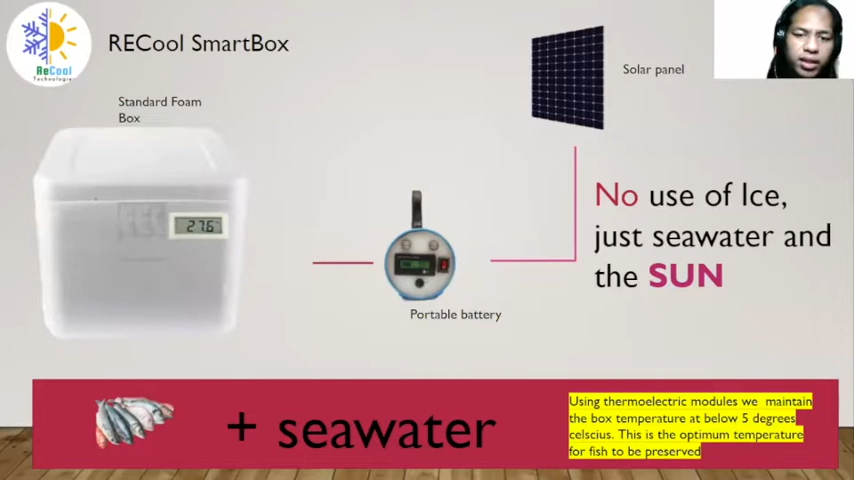 ReCool
Technologies
RECool SmartBox
Solar panel
Standard Foam
Box
27.6
No use of Ice,
just seawater and
the SUN
Portable battery
+ seawater
Using thermoelectric modules we maintain
the box temperature at below 5 degrees
celscius. This is the optimum temperature
for fish to be preserved